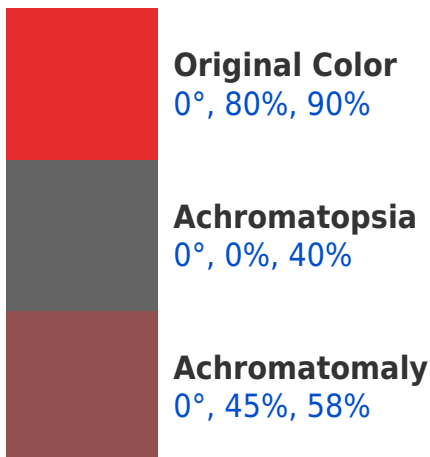 Original Color
0°, 80%, 90%
Achromatopsia
0°, 0%, 40%
Achromatomaly
0°, 45%, 58%